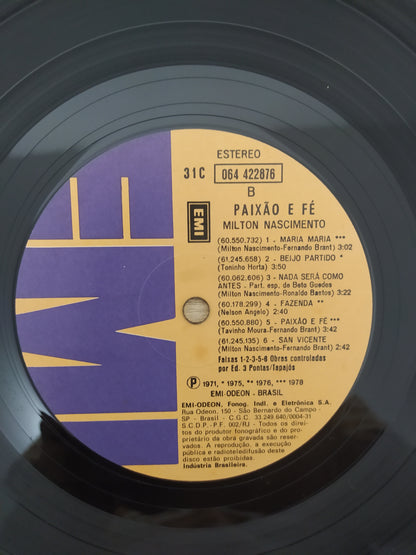 EMI
ESTEREO
31C 064 422876
B
EMI
PAIXÃO E FÉ
MILTON NASCIMENTO
(60.550.732) 1 - MARIA MARIA ***
(Milton Nascimento-Fernando Brant) 3:02
(61.245.658) 2 - BEIJO PARTIDO *
(Toninho Horta) 3:50
(60.062.606) 3 - NADA SERÁ COMO
ANTES - Part. esp. de Beto Guedes
(Milton Nascimento-Ronaldo Bastos) 3:22
(60.178.299) 4 - FAZENDA **
(Nelson Angelo) 2:40
(60.550.880) 5 - PAIXÃO E FÉ ***
(Tavinho Moura-Fernando Brant) 3:31
(61.245.135) 6 - SAN VICENTE
(Milton Nascimento-Fernando Brant) 2:42
Faixas 1-2-3-5-6 Obras controladas
por Ed. 3 Pontas/Tapajós
Ⓟ 1971, * 1975, ** 1976, *** 1978
EMI-ODEON - BRASIL
EMI-ODEON, Fonog. Indl. e Eletrônica S.A.
Rua Odeon, 150 - São Bernardo do Campo -
SP - Brasil - C.G.C. 33.249.640/0004-31
S.C.D.P.-P.F. 002/RJ - Todos os direi-
tos do produtor fonográfico e do pro-
prietário da obra gravada são reser-
vados. A reprodução, a execução
pública e radioteledifusão deste
disco estão proibidas.
Indústria Brasileira.